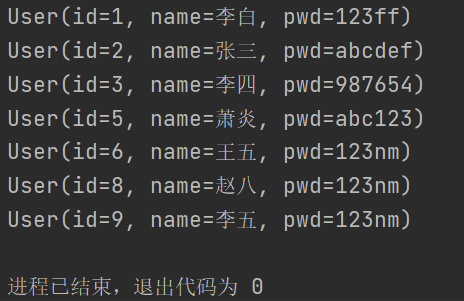 User(id=1, name=李白, pwd=123ff)
User(id=2, name=张三, pwd=abcdef)
User(id=3, name=李四, pwd=987654)
User(id=5, name=萧炎, pwd=abc123)
User(id=6, name=王五, pwd=123nm)
User(id=8, name=赵八, pwd=123nm)
User(id=9, name=李五, pwd=123nm)
进程已结束，退出代码为 0